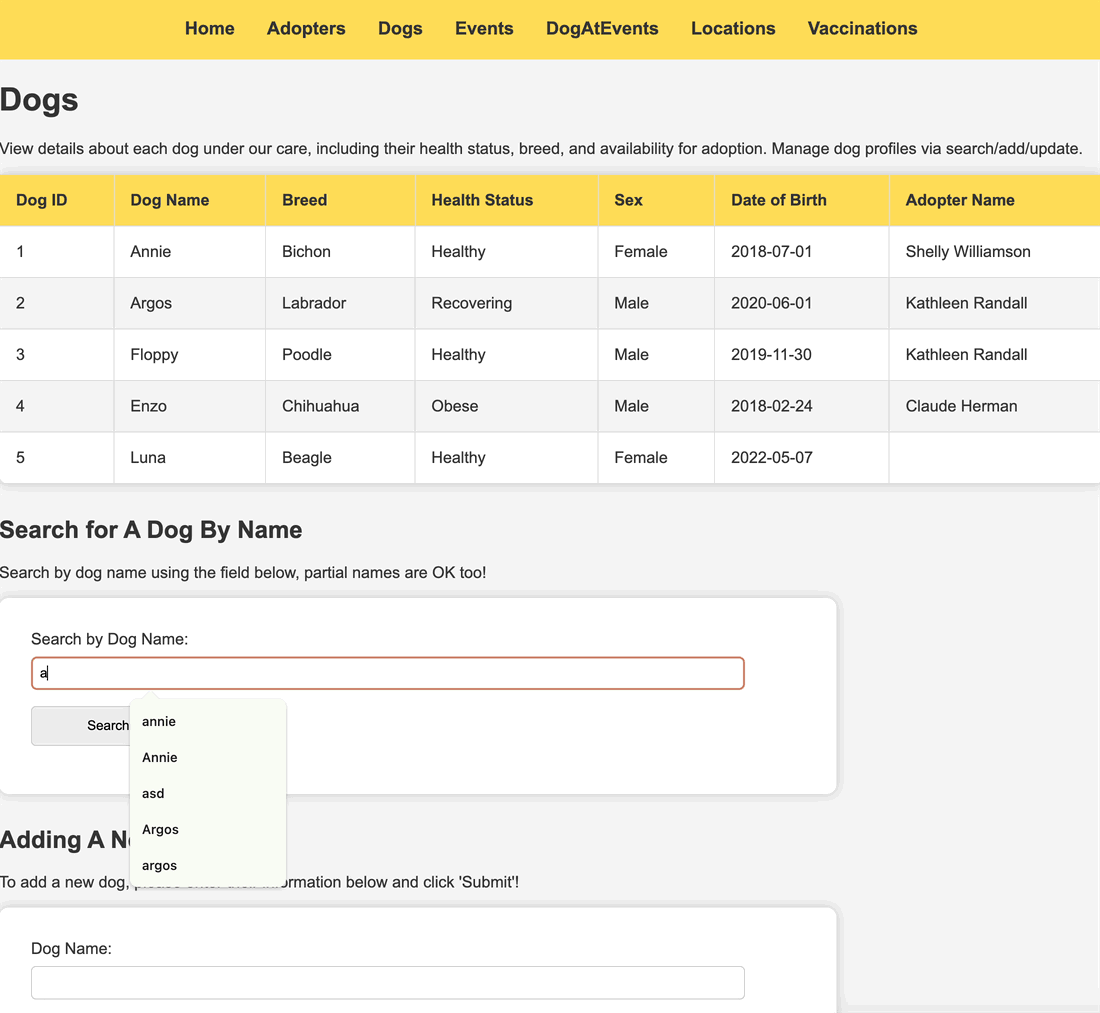 Home Adopters Dogs Events DogAtEvents Locations Vaccinations
Dogs
View details about each dog under our care, including their health status, breed, and availability for adoption. Manage dog profiles via search/add/update.
Dog ID Dog Name Breed Health Status Sex Date of Birth Adopter Name
1 Annie Bichon Healthy Female 2018-07-01 Shelly Williamson
2 Argos Labrador Recovering Male 2020-06-01 Kathleen Randall
3 Floppy Poodle Healthy Male 2019-11-30 Kathleen Randall
4 Enzo Chihuahua Obese Male 2018-02-24 Claude Herman
5 Luna Beagle Healthy Female 2022-05-07
Search for A Dog By Name
Search by dog name using the field below, partial names are OK too!
Search by Dog Name:
a
Search
annie
Annie
asd
Argos
argos
Adding A
To add a new dog, please enter their information below and click 'Submit'!
Dog Name: